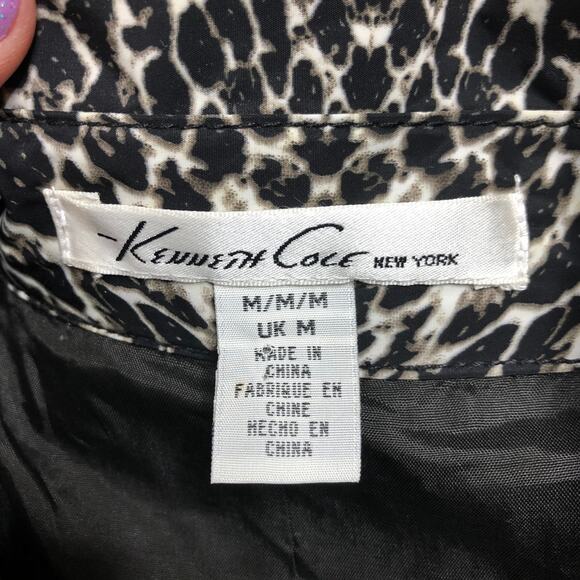 Kenneth Cole NEW YORK
M/M/M
UK M
MADE IN
CHINA
FABRIQUE EN
CHINE
HECHO EN
CHINA